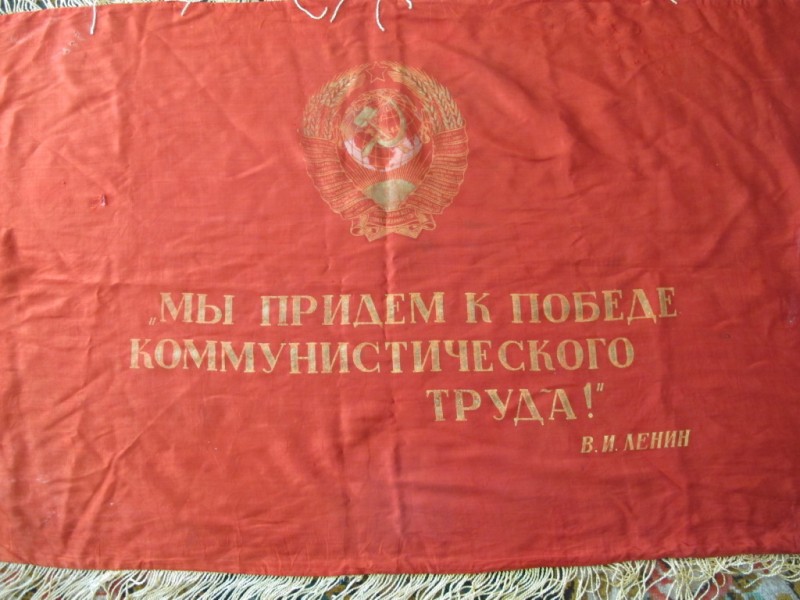 „МЫ ПРИДЕМ К ПОБЕДЕ
КОММУНИСТИЧЕСКОГО
ТРУДА!"
В. И. ЛЕНИН